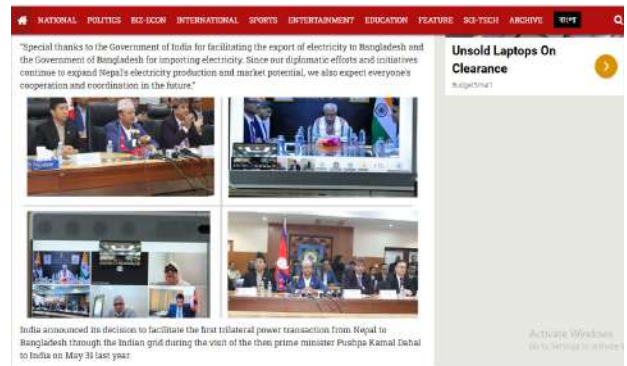 NATIONAL POLITICS BIZ-ECON INTERNATIONAL SPORTS ENTERTAINMENT EDUCATION FEATURE SCI-TECH ARCHIVE বাংলা
"Special thanks to the Government of India for facilitating the export of electricity to Bangladesh and
the Government of Bangladesh for importing electricity. Since our diplomatic efforts and initiatives
continue to expand Nepal's electricity production and market potential, we also expect everyone's
cooperation and coordination in the future."
India announced its decision to facilitate the first trilateral power transaction from Nepal to
Bangladesh through the Indian grid during the visit of the then prime minister Pushpa Kamal Dahal
to India on May 31 last year.
Unsold Laptops On
Clearance
Activate Windows
Go to Settings to activate